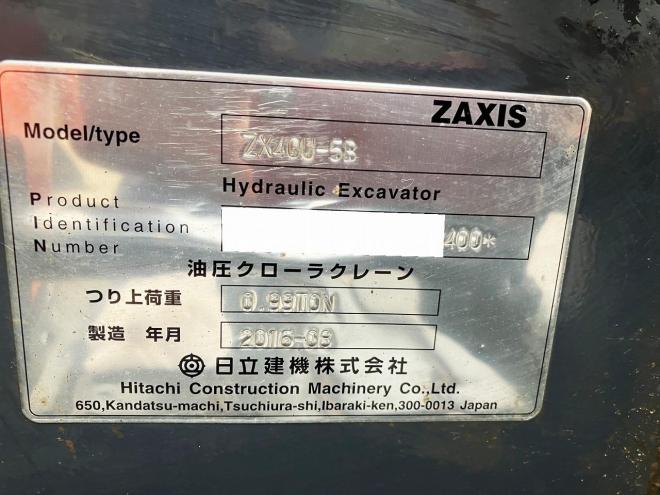 ZAXIS
Model/type ZX40U-5B
Hydraulic Excavator
Product
Identification
Number 400*
油圧クローラクレーン
つり上荷重 0.99TON
製造 年月
日立建機株式会社
Hitachi Construction Machinery Co.,Ltd.
650,Kandatsu-machi,Tsuchiura-shi,Ibaraki-ken,300-0013 Japan